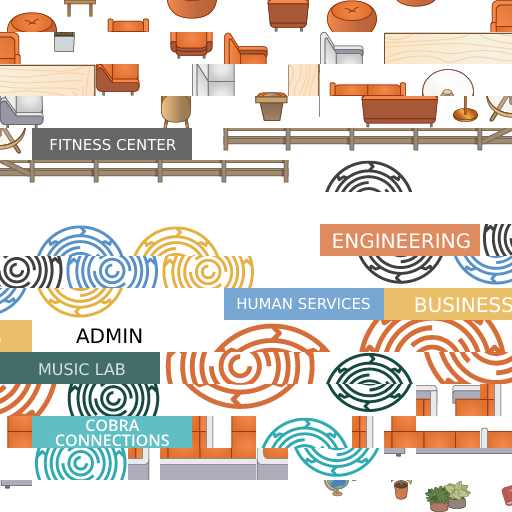 FITNESS CENTER
ENGINEERING
HUMAN SERVICES
BUSINESS
ADMIN
MUSIC LAB
COBRA
CONNECTIONS